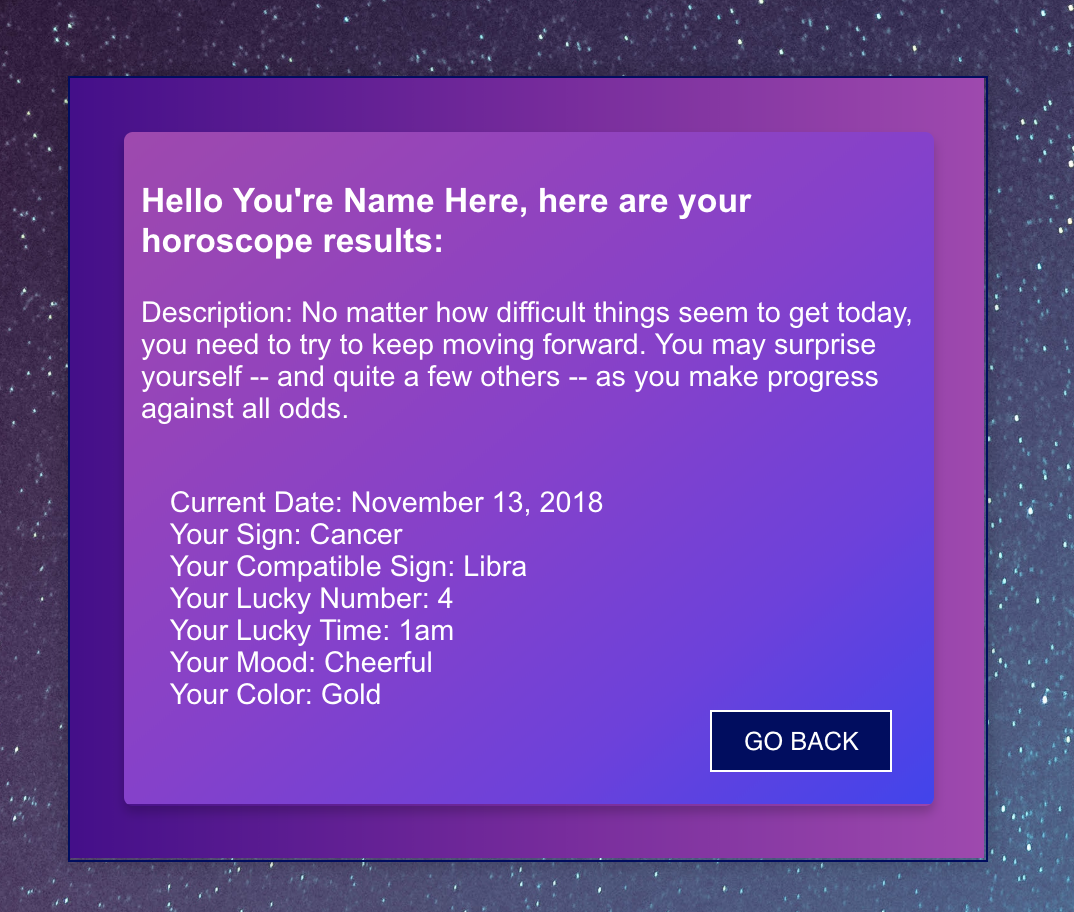 Hello You're Name Here, here are your
horoscope results:
Description: No matter how difficult things seem to get today,
you need to try to keep moving forward. You may surprise
yourself -- and quite a few others -- as you make progress
against all odds.
Current Date: November 13, 2018
Your Sign: Cancer
Your Compatible Sign: Libra
Your Lucky Number: 4
Your Lucky Time: 1am
Your Mood: Cheerful
Your Color: Gold
GO BACK